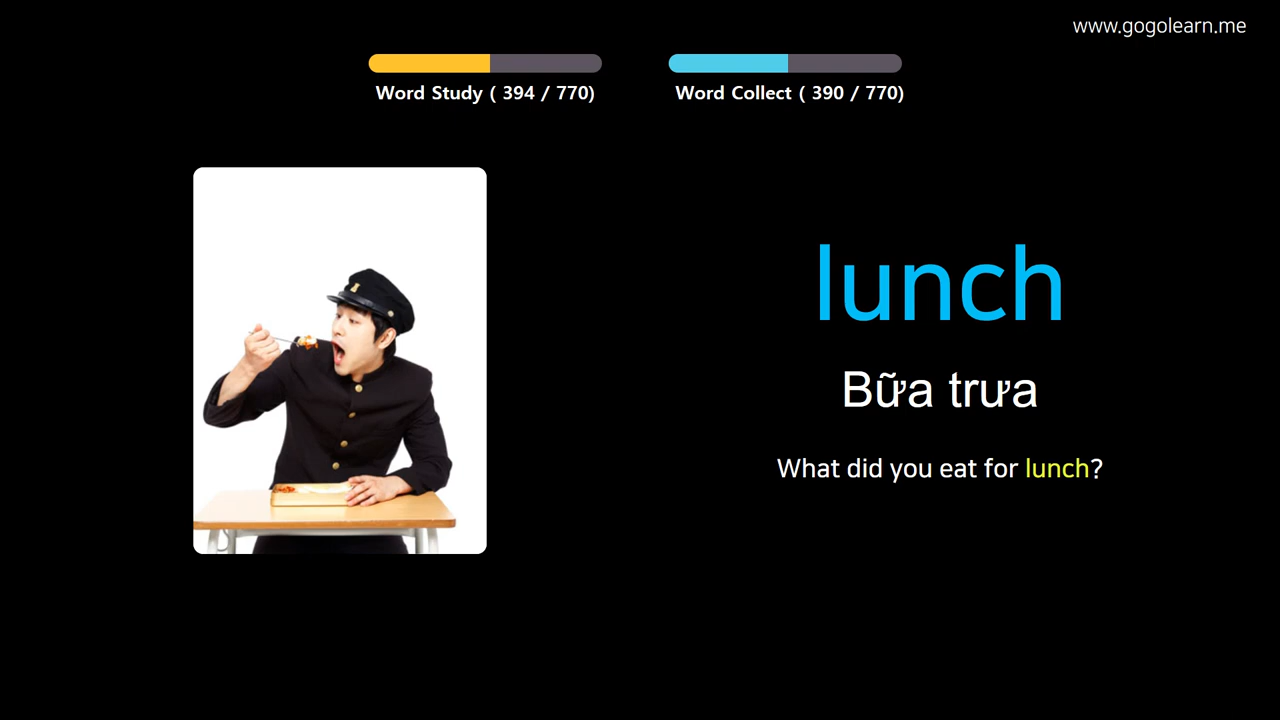 www.gogolearn.me
Word Study ( 394 / 770)
Word Collect ( 390 / 770)
lunch
Bữa trưa
What did you eat for lunch?